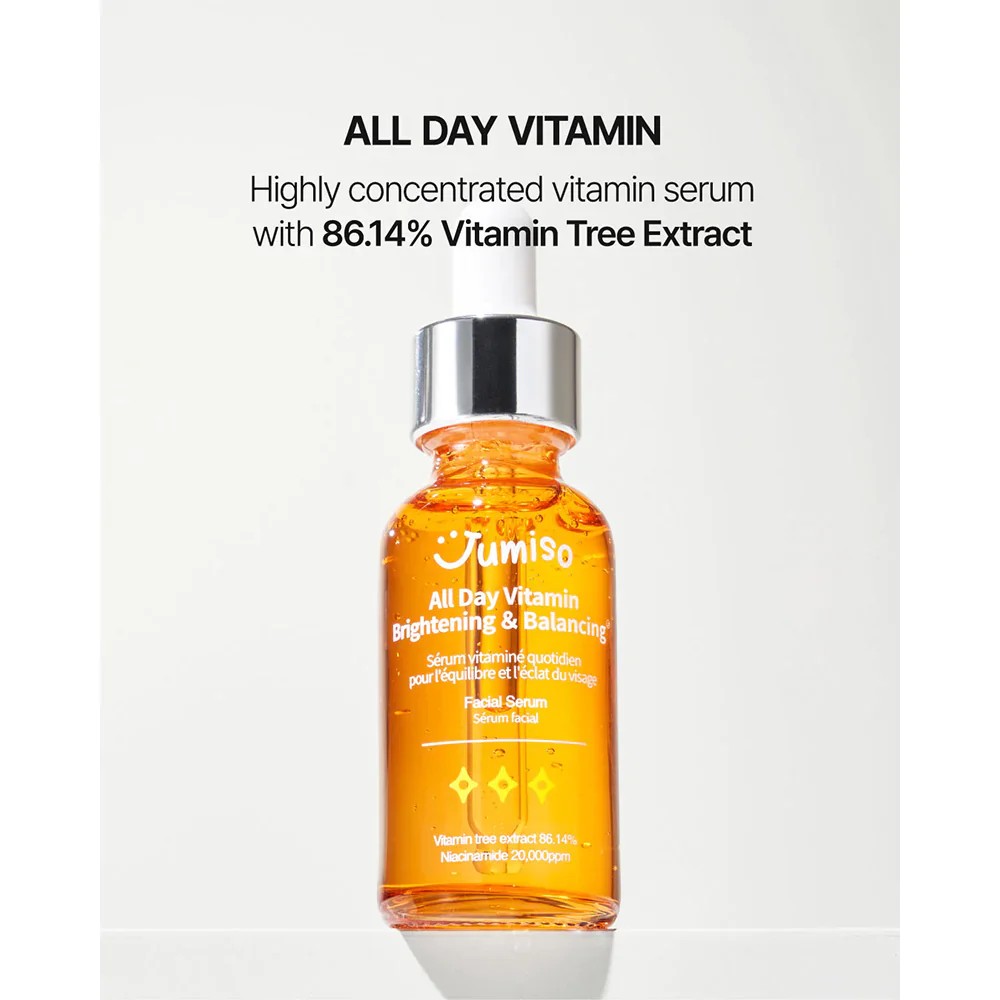 ALL DAY VITAMIN
Highly concentrated vitamin serum
with 86.14% Vitamin Tree Extract
Jumiso
All Day Vitamin
Brightening & Balancing
Sérum vitaminé quotidien
pour l'équilibre et l'éclat du visage
Facial Serum
Sérum facial
Vitamin tree extract 86.14%
Niacinamide 20,000ppm